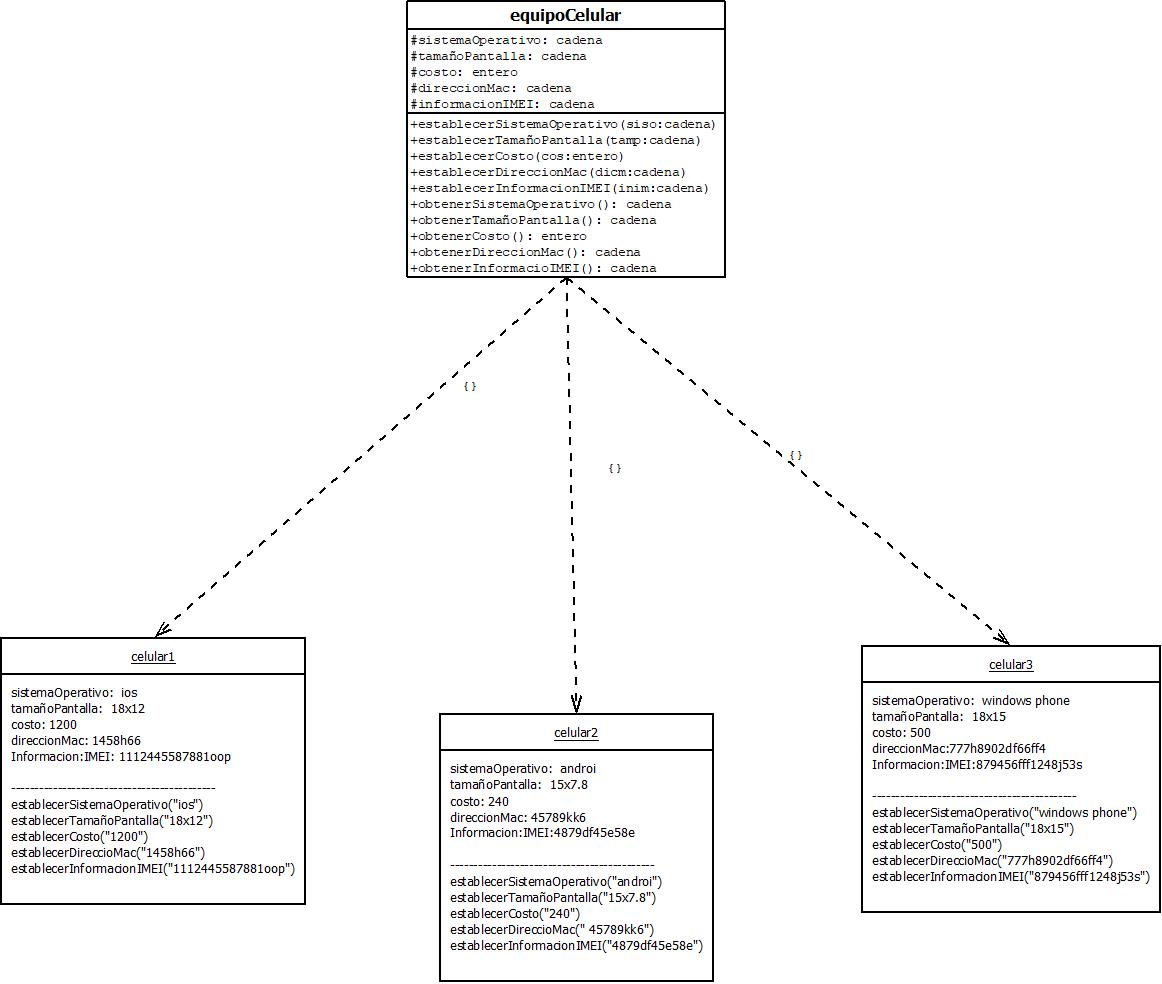 equipoCelular
#sistemaOperativo: cadena
#tamañoPantalla: cadena
#costo: entero
#direccionMac: cadena
#informacionIMEI: cadena
+establecerSistemaOperativo(siso:cadena)
+establecerTamañoPantalla(tamp:cadena)
+establecerCosto(cos:entero)
+establecerDireccionMac(dicm:cadena)
+establecerInformacionIMEI(inim:cadena)
+obtenerSistemaOperativo(): cadena
+obtenerTamañoPantalla(): cadena
+obtenerCosto(): entero
+obtenerDireccionMac(): cadena
+obtenerInformacioIMEI(): cadena
{ }
{ }
{ }
celular1
sistemaOperativo: ios
tamañoPantalla: 18x12
costo: 1200
direccionMac: 1458h66
Informacion:IMEI: 1112445587881oop
-----------------------------------------
establecerSistemaOperativo("ios")
establecerTamañoPantalla("18x12")
establecerCosto("1200")
establecerDireccioMac("1458h66")
establecerInformacionIMEI("1112445587881oop")
celular2
sistemaOperativo: androi
tamañoPantalla: 15x7.8
costo: 240
direccionMac: 45789kk6
Informacion:IMEI:4879df45e58e
-----------------------------------------
establecerSistemaOperativo("androi")
establecerTamañoPantalla("15x7.8")
establecerCosto("240")
establecerDireccioMac(" 45789kk6")
establecerInformacionIMEI("4879df45e58e")
celular3
sistemaOperativo: windows phone
tamañoPantalla: 18x15
costo: 500
direccionMac:777h8902df66ff4
Informacion:IMEI:879456fff1248j53s
-----------------------------------------
establecerSistemaOperativo("windows phone")
establecerTamañoPantalla("18x15")
establecerCosto("500")
establecerDireccioMac("777h8902df66ff4")
establecerInformacionIMEI("879456fff1248j53s")